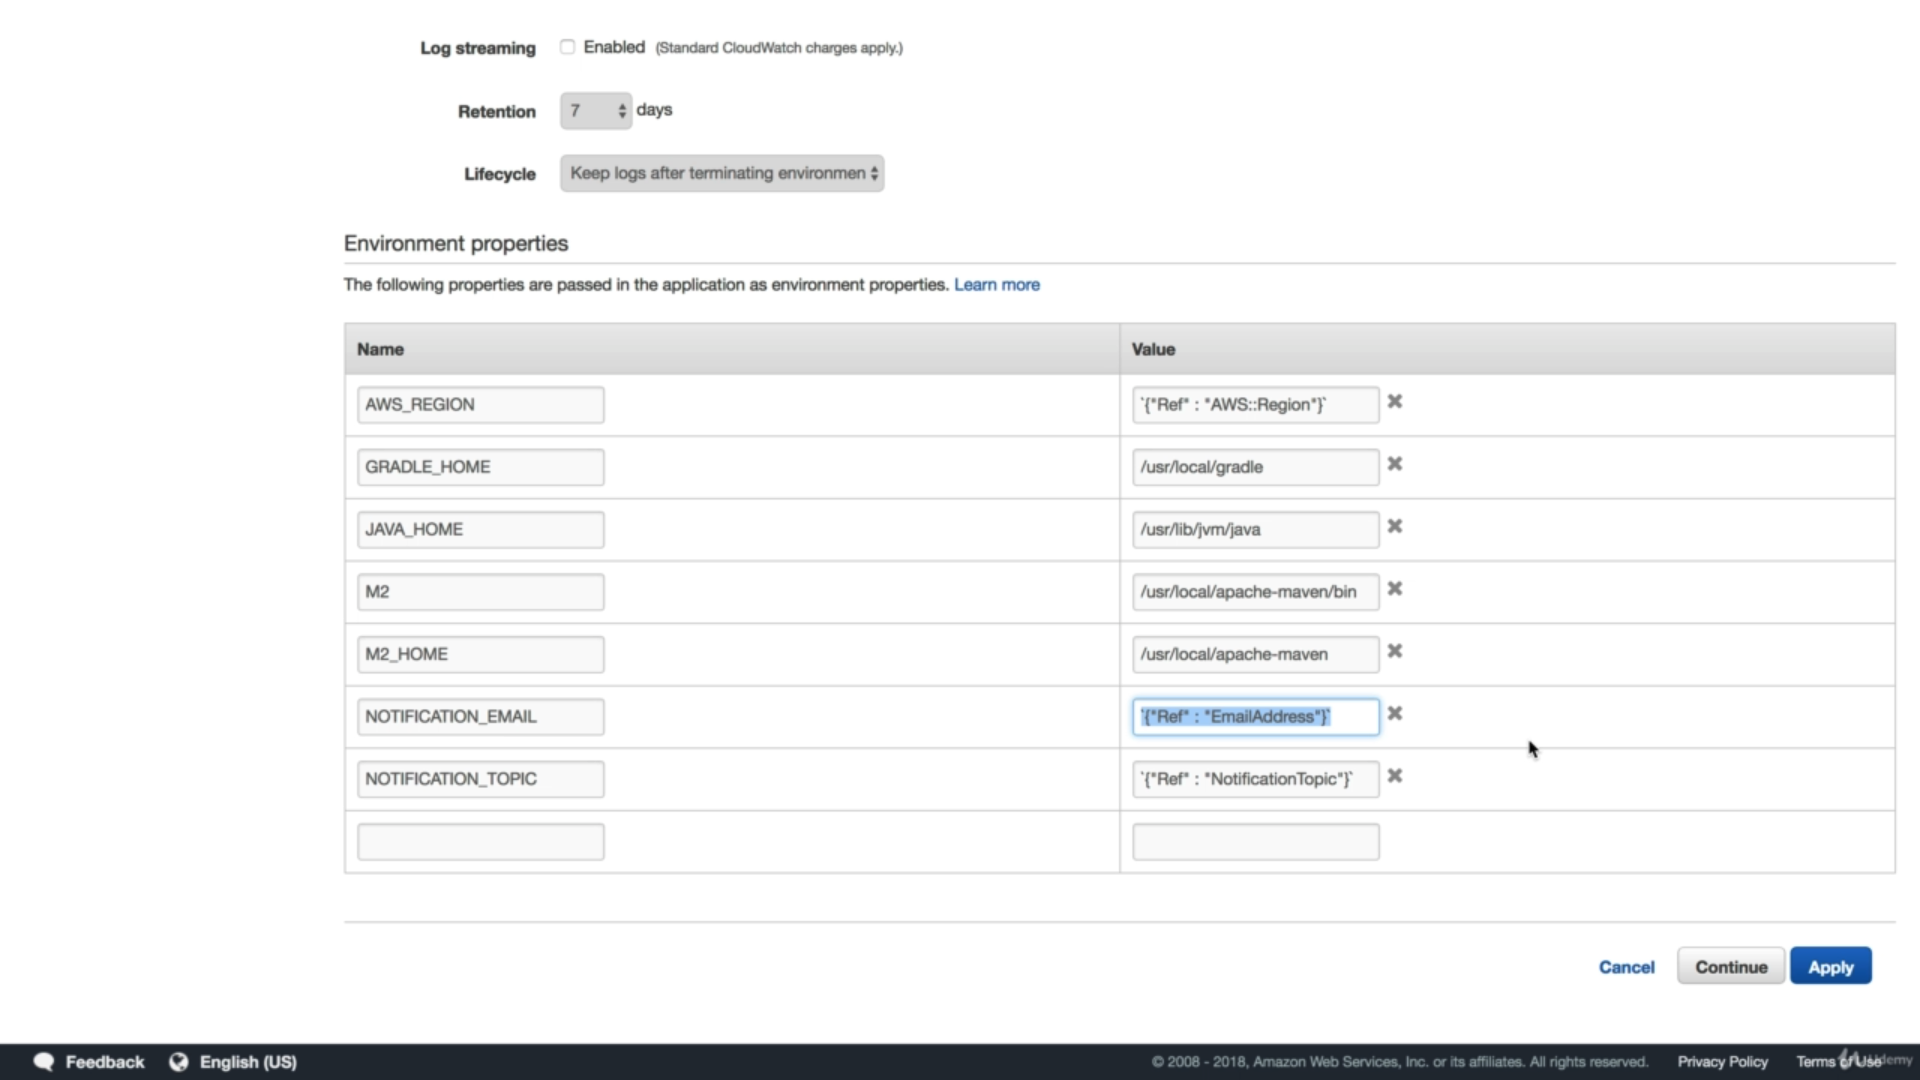 Log streaming Enabled (Standard CloudWatch charges apply.)
Retention 7 days
Lifecycle Keep logs after terminating environmen
Environment properties
The following properties are passed in the application as environment properties. Learn more
Name Value
AWS_REGION `{"Ref" : "AWS::Region"}`
GRADLE_HOME /usr/local/gradle
JAVA_HOME /usr/lib/jvm/java
M2 /usr/local/apache-maven/bin
M2_HOME /usr/local/apache-maven
NOTIFICATION_EMAIL `{"Ref" : "EmailAddress"}`
NOTIFICATION_TOPIC `{"Ref" : "NotificationTopic"}`
Cancel Continue Apply
Feedback English (US) © 2008 - 2018, Amazon Web Services, Inc. or its affiliates. All rights reserved. Privacy Policy Terms of Use Udemy